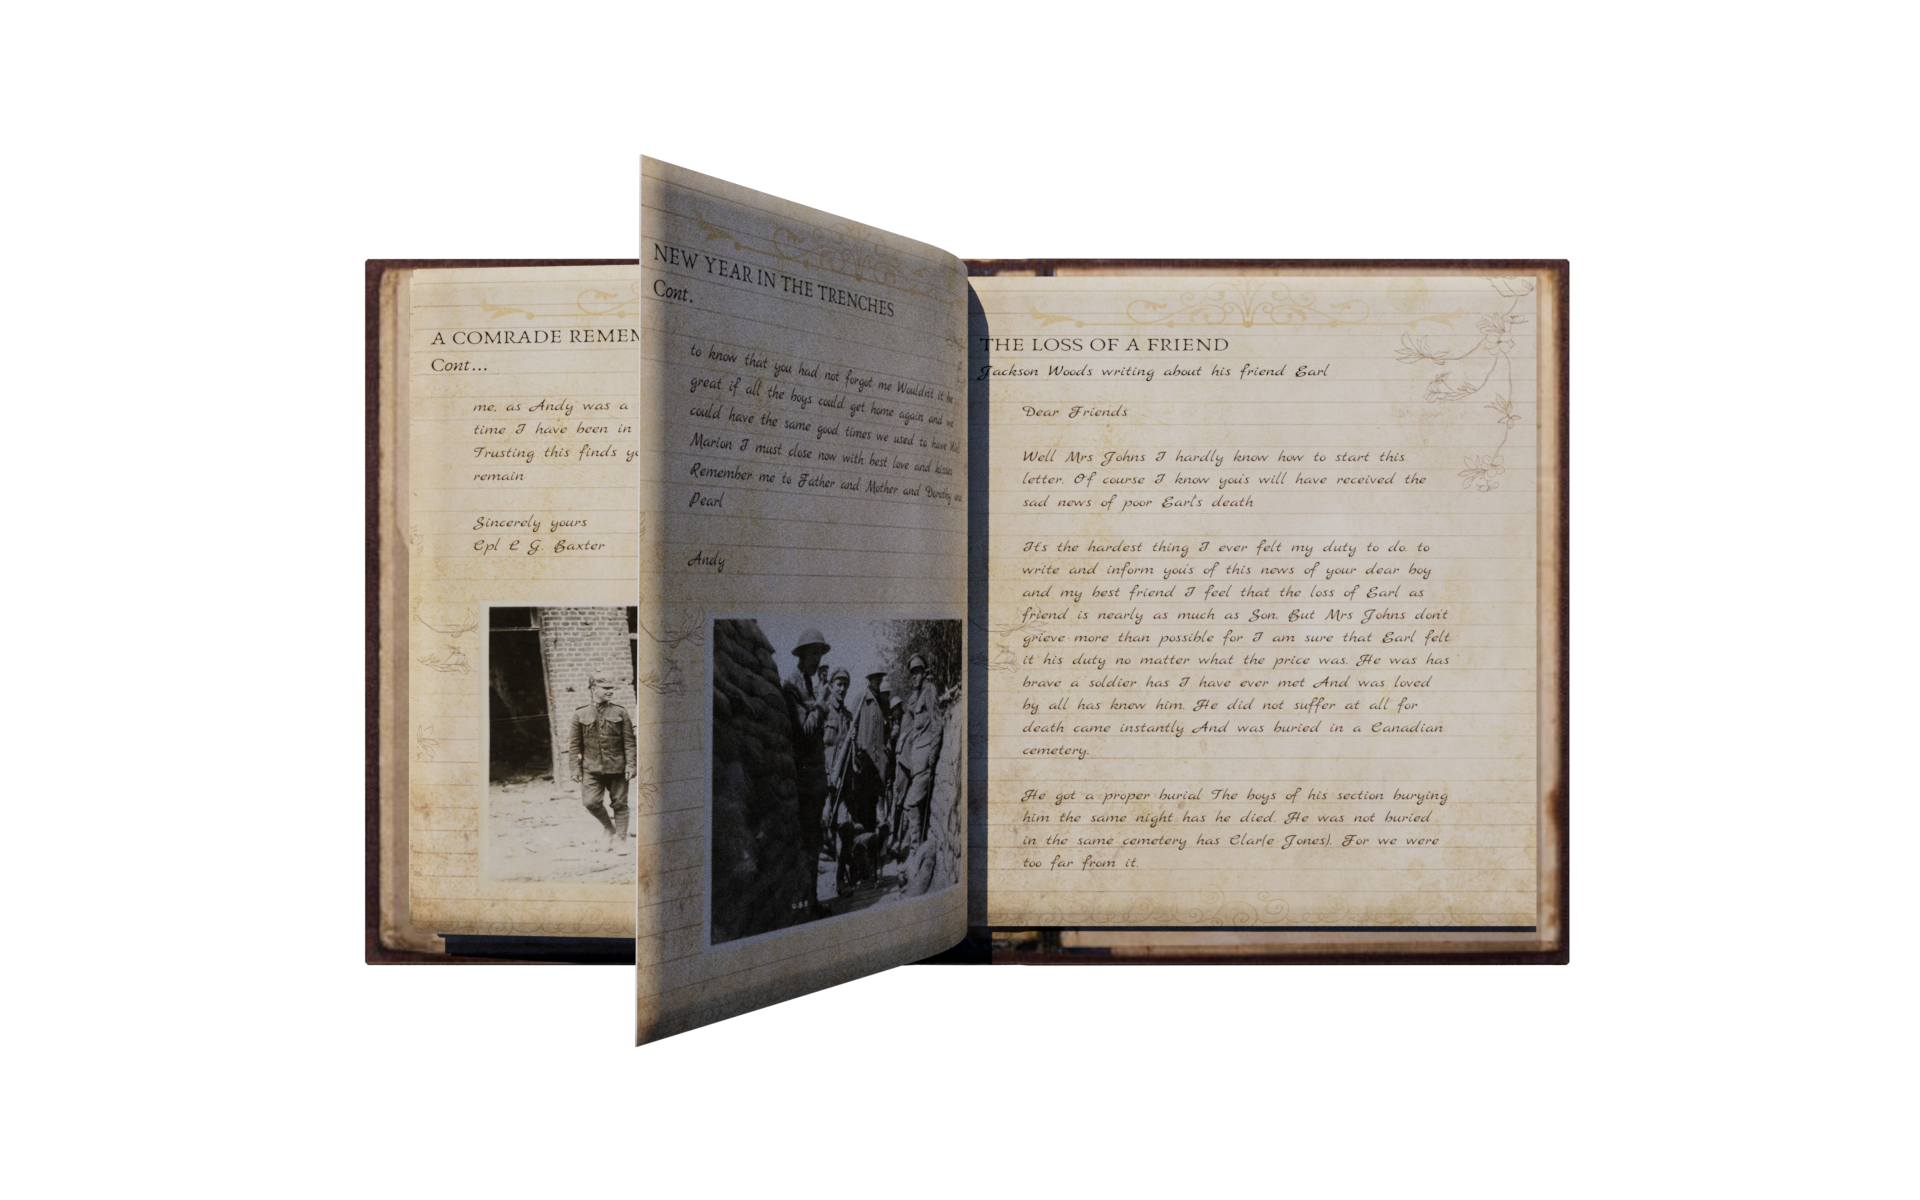 A COMRADE REMEM
Cont...
me, as Andy was a
time I have been in
Trusting this finds
remain
Sincerely yours
Cpl C G. Baxter
NEW YEAR IN THE TRENCHES
Cont.
to know that you had not forgot me Wouldn't it be
great if all the boys could get home again and we
could have the same good times we used to have Well
Marion I must close now with best love and kisses
Remember me to Father and Mother and Dorothy and
Pearl
Andy
THE LOSS OF A FRIEND
Jackson Woods writing about his friend Earl
Dear Friends
Well Mrs Johns I hardly know how to start this
letter. Of course I know you's will have received the
sad news of poor Earl's death
It's the hardest thing I ever felt my duty to do. to
write and inform you's of this news of your dear boy
and my best friend I feel that the loss of Earl as
friend is nearly as much as Son. But Mrs Johns don't
grieve more than possible for I am sure that Earl felt
it his duty no matter what the price was. He was has
brave a soldier has I have ever met And was loved
by all has knew him. He did not suffer at all for
death came instantly And was buried in a Canadian
cemetery.
He got a proper burial The boys of his section burying
him the same night has he died. He was not buried
in the same cemetery has Clar(e Jones). For we were
too far from it.